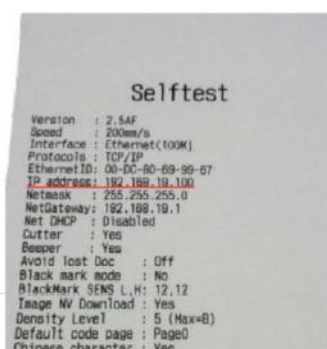 Selftest
Version : 2.5AF
Speed : 200mm/s
Interface : Ethernet(100M)
Protocols : TCP/IP
EthernetID: 00-DC-80-69-99-67
IP address: 192.168.19.100
Netmask : 255.255.255.0
NetGateway: 192.168.19.1
Net DHCP : Disabled
Cutter : Yes
Beeper : Yes
Avoid lost Doc : Off
Black mark mode : No
BlackMark SENS L,H: 12,12
Image NV Download : Yes
Density Level : 5 (Max=8)
Default code page : Page0
Chinese character : Yes